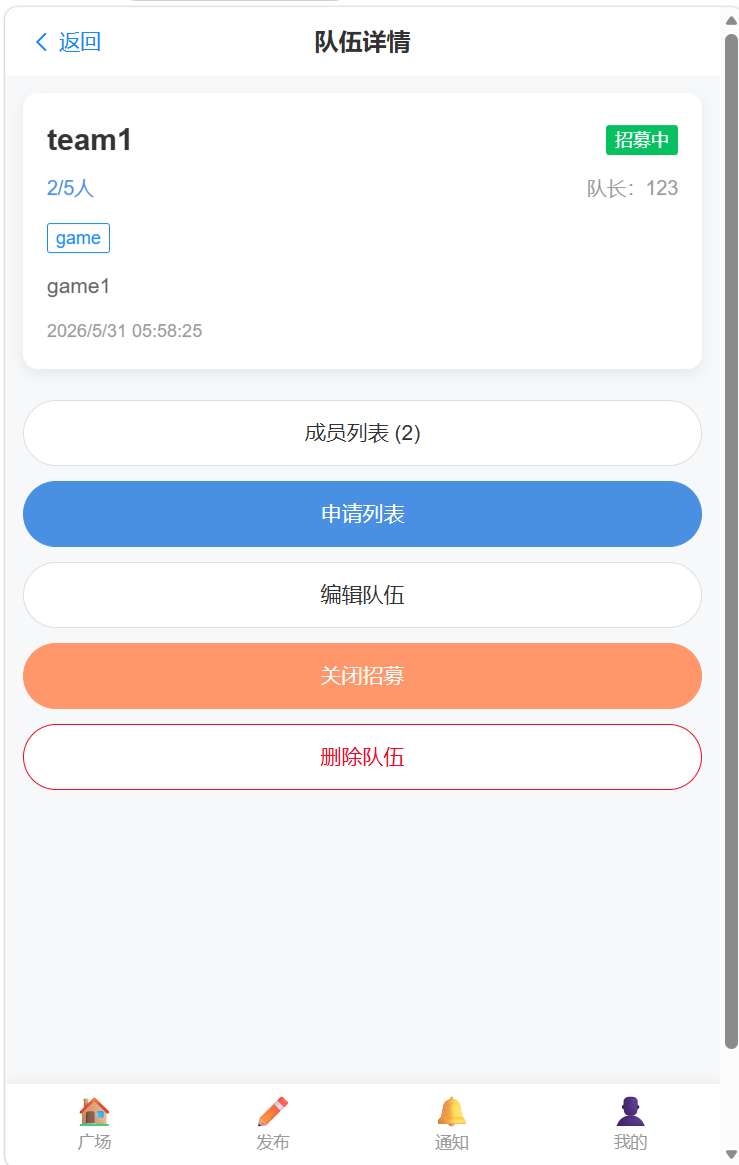 返回
队伍详情
team1
招募中
2/5人
队长：123
game
game1
2026/5/31 05:58:25
成员列表 (2)
申请列表
编辑队伍
关闭招募
删除队伍
广场
发布
通知
我的